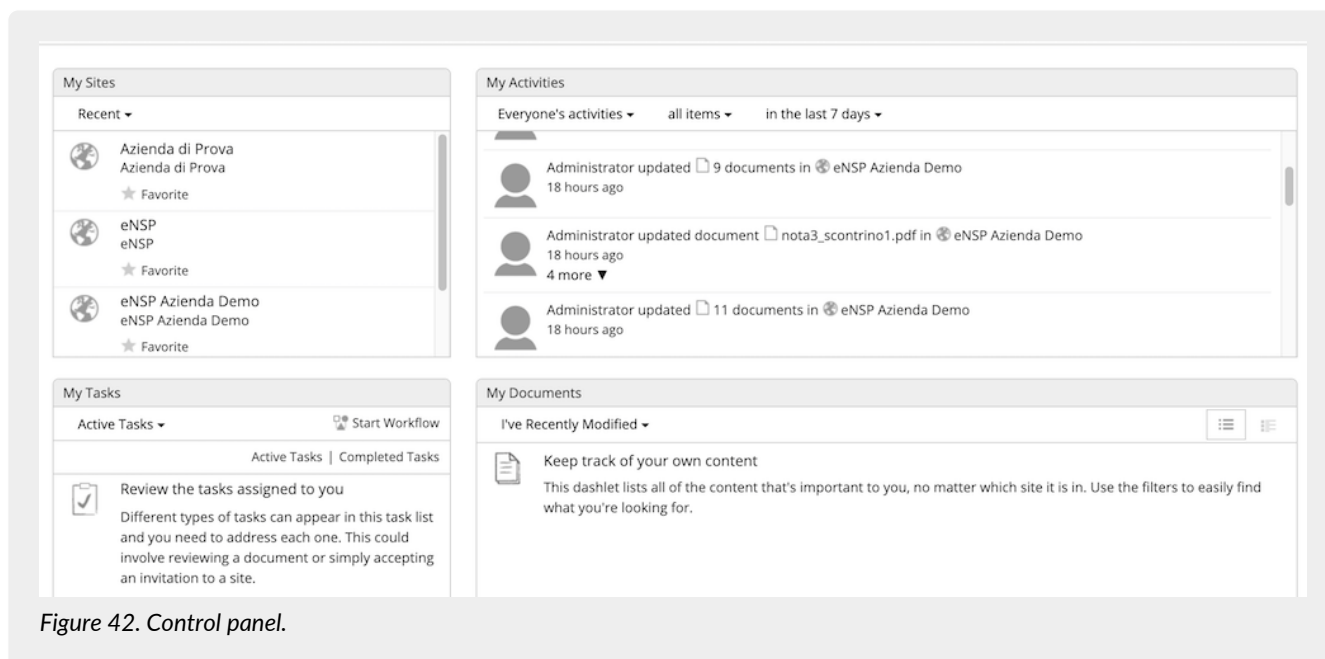 My Sites
Recent
Azienda di Prova
Azienda di Prova
Favorite
eNSP
eNSP
Favorite
eNSP Azienda Demo
eNSP Azienda Demo
Favorite
My Activities
Everyone's activities all items in the last 7 days
Administrator updated 9 documents in eNSP Azienda Demo
18 hours ago
Administrator updated document nota3_scontrino1.pdf in eNSP Azienda Demo
18 hours ago
4 more ▼
Administrator updated 11 documents in eNSP Azienda Demo
18 hours ago
My Tasks
Active Tasks Start Workflow
Active Tasks | Completed Tasks
Review the tasks assigned to you
Different types of tasks can appear in this task list
and you need to address each one. This could
involve reviewing a document or simply accepting
an invitation to a site.
My Documents
I've Recently Modified
Keep track of your own content
This dashlet lists all of the content that's important to you, no matter which site it is in. Use the filters to easily find
what you're looking for.
Figure 42. Control panel.